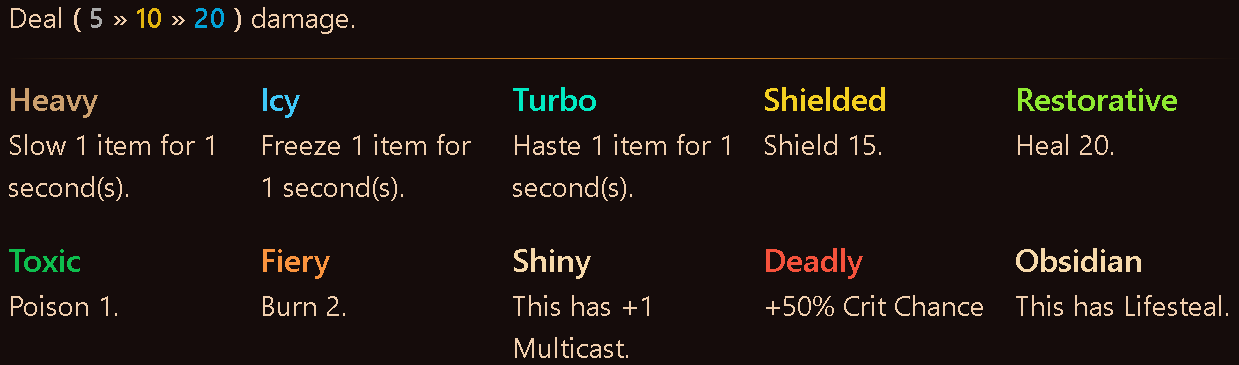 Deal ( 5 » 10 » 20 ) damage.
Heavy
Slow 1 item for 1
second(s).
Icy
Freeze 1 item for
1 second(s).
Turbo
Haste 1 item for 1
second(s).
Shielded
Shield 15.
Restorative
Heal 20.
Toxic
Poison 1.
Fiery
Burn 2.
Shiny
This has +1
Multicast.
Deadly
+50% Crit Chance
Obsidian
This has Lifesteal.